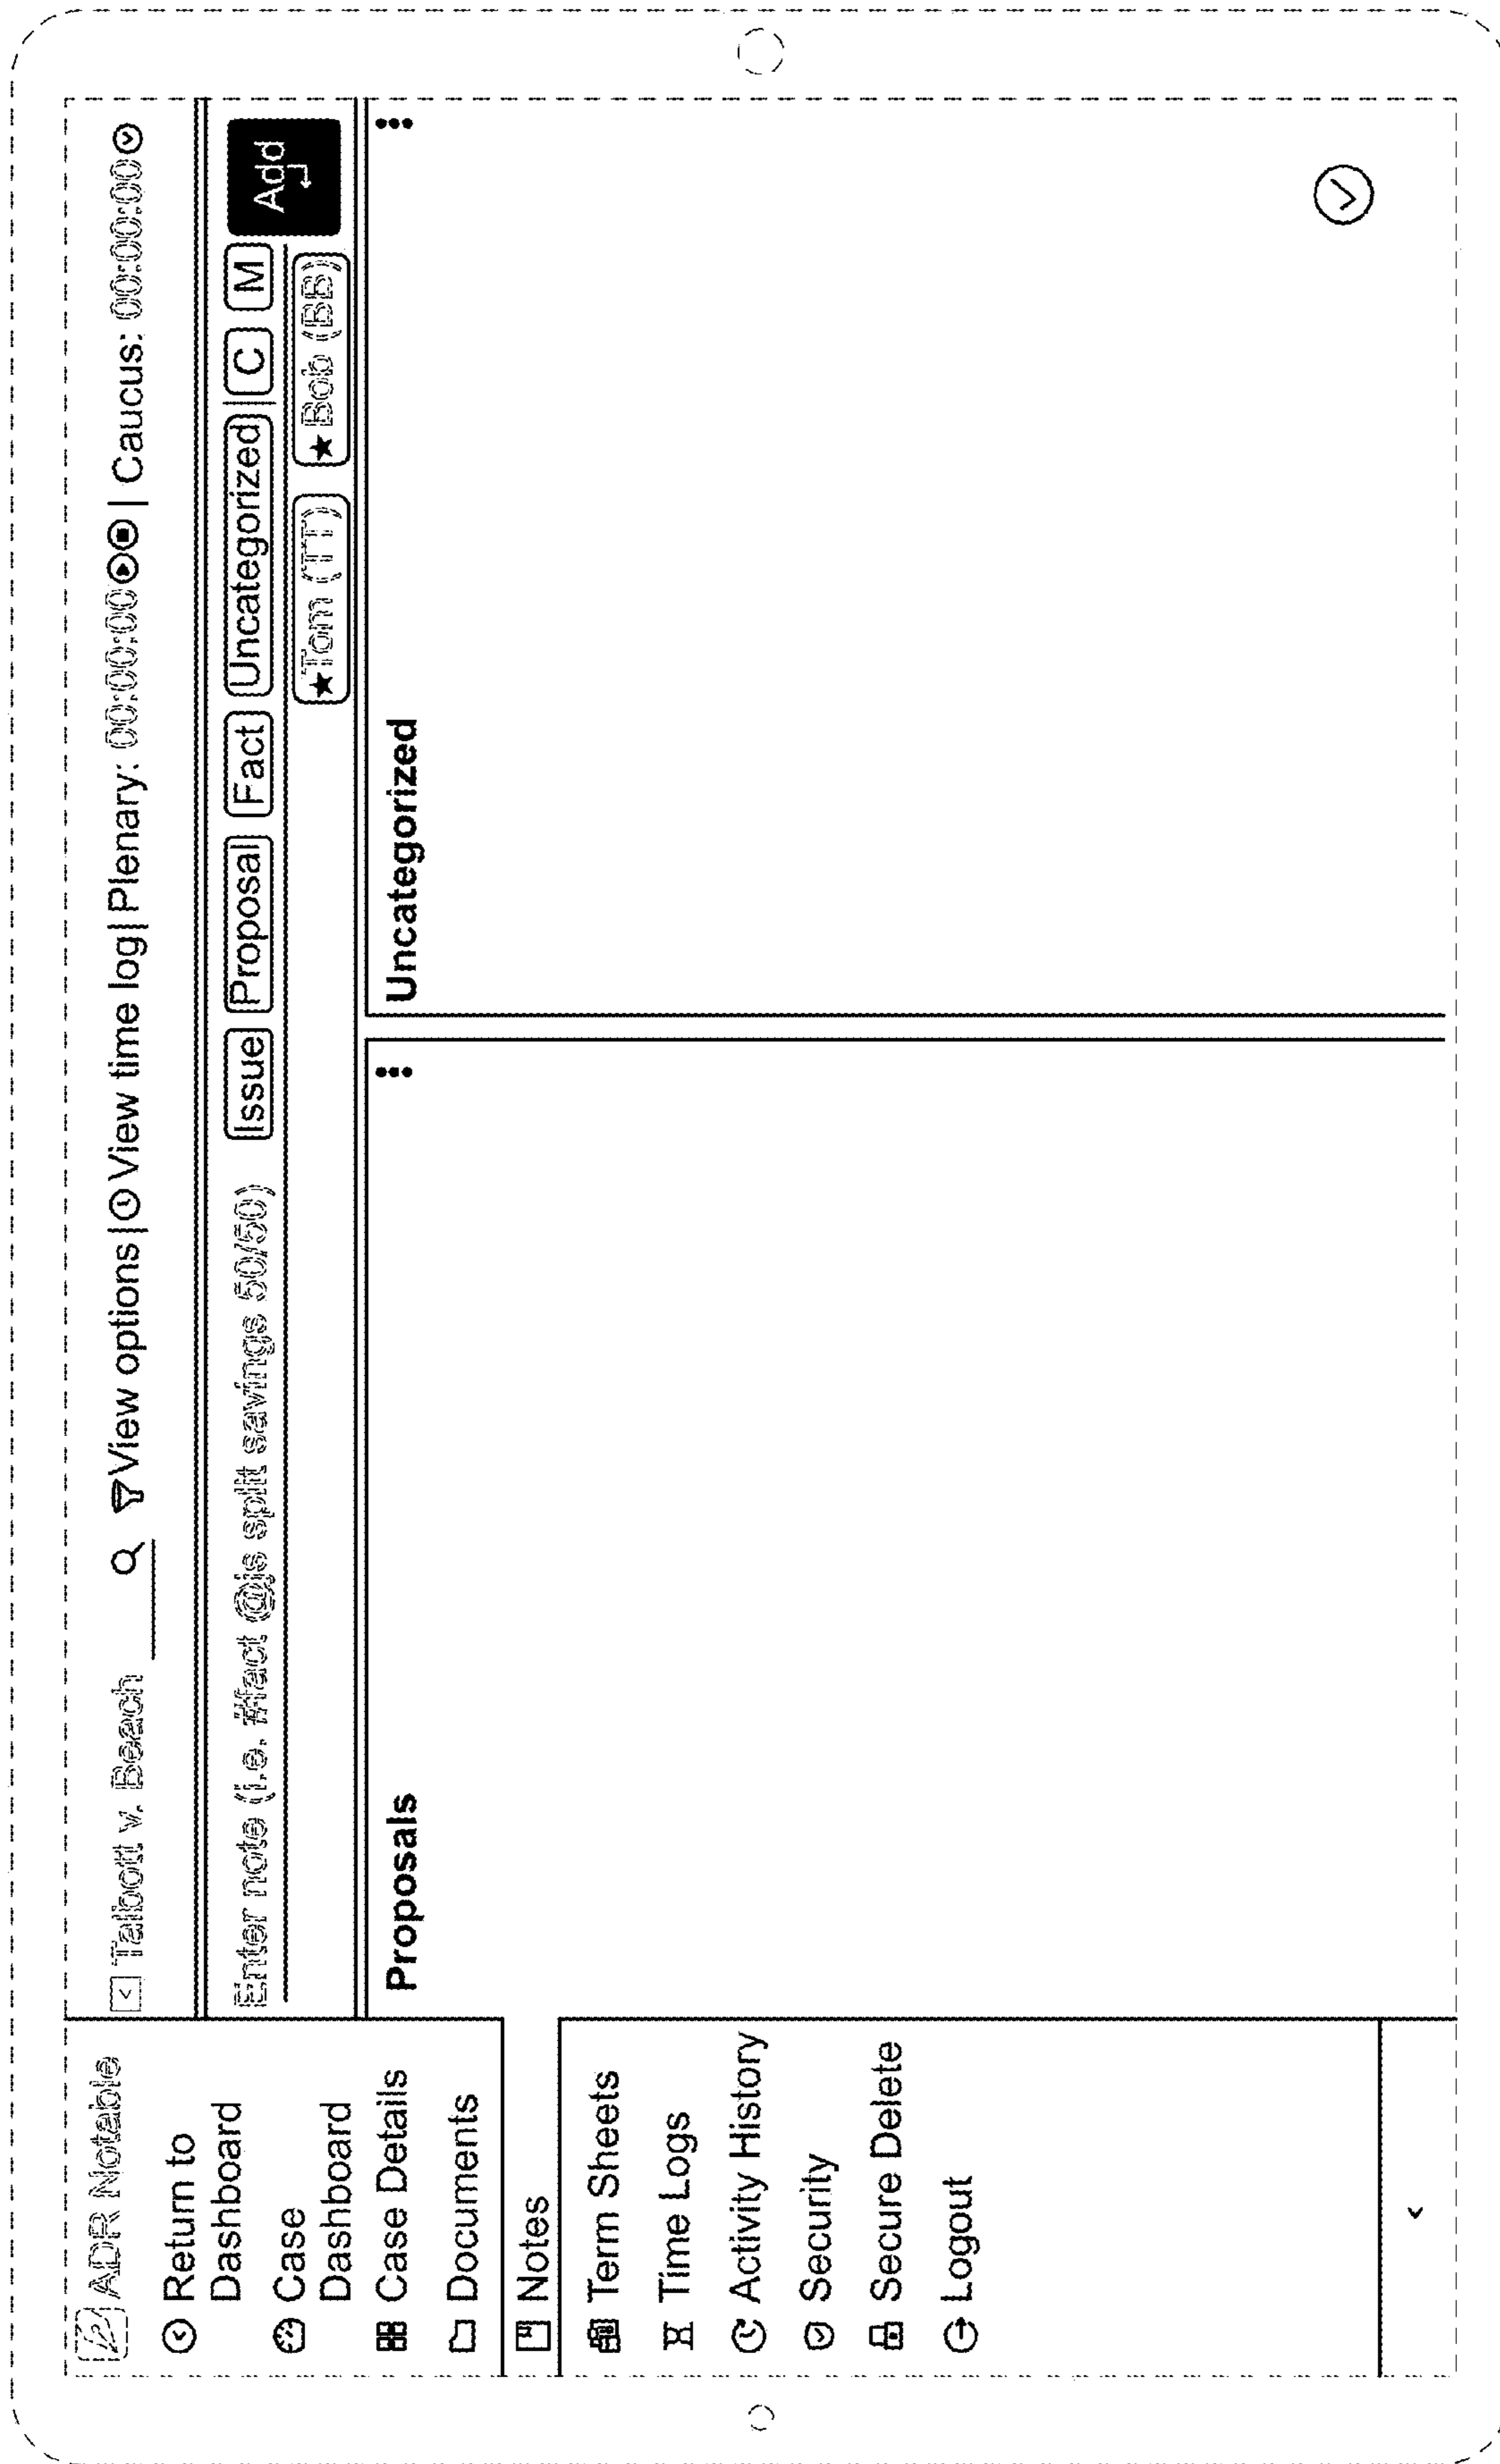 ADR Notable
Return to
Dashboard
Case
Dashboard
Case Details
Documents
Notes
Term Sheets
Time Logs
Activity History
Security
Secure Delete
Logout
Talbott v. Beach View options | View time log | Plenary: 00:00:00 | Caucus: 00:00:00
Enter note (i.e. #fact @js split savings 50/50) Issue Proposal Fact Uncategorized | C M Add
★Tom (TT) ★Bob (BB)
Proposals
Uncategorized